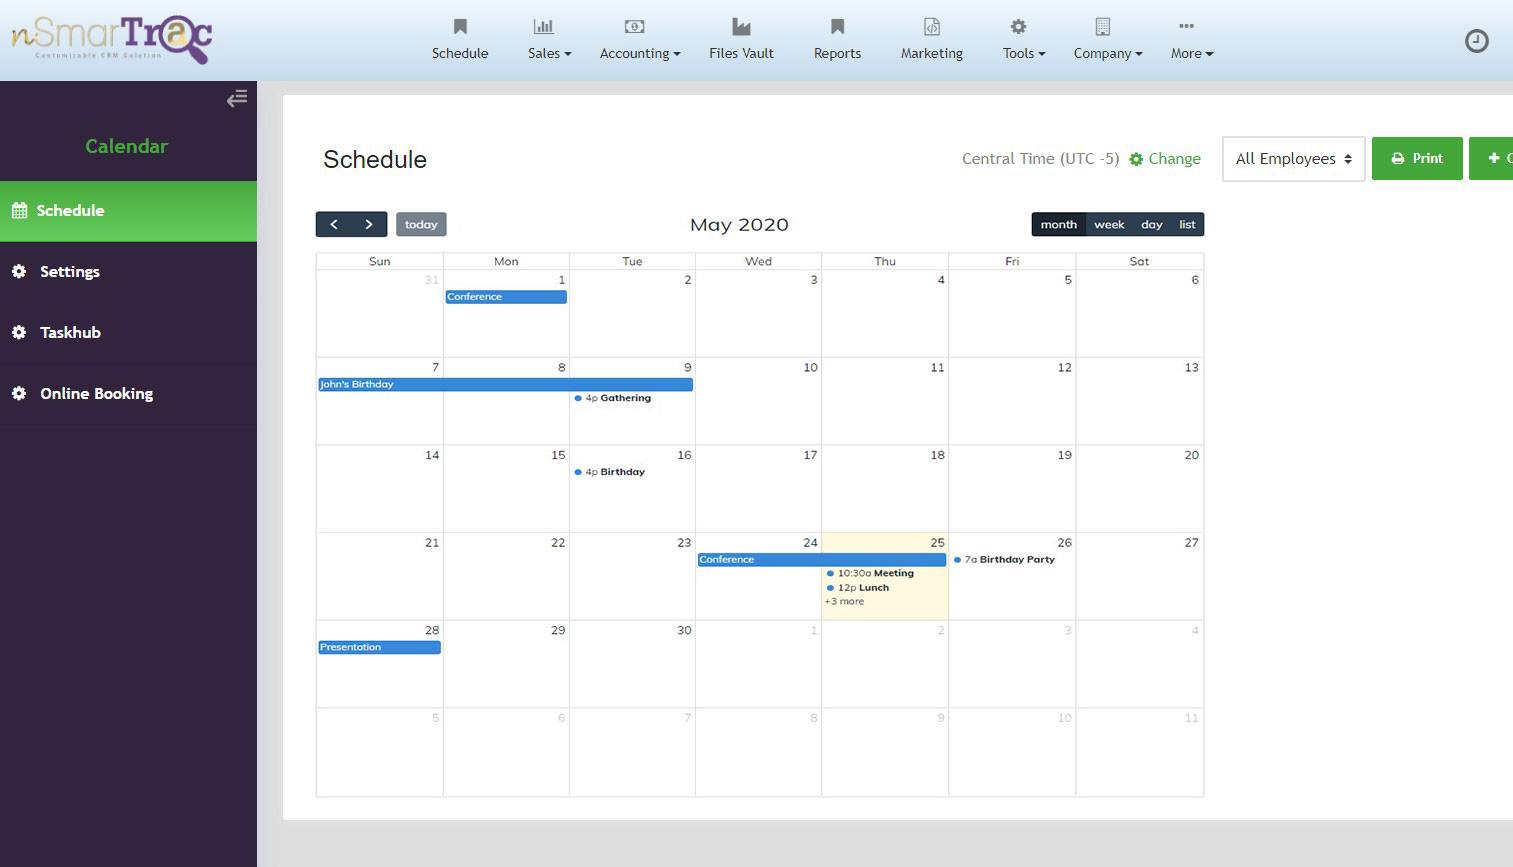 nSmarTrac
Customizable CRM Solution
Schedule
Sales
Accounting
Files Vault
Reports
Marketing
Tools
Company
More
Calendar
Schedule
Settings
Taskhub
Online Booking
Schedule
Central Time (UTC -5) Change
All Employees
Print
today
May 2020
month week day list
Sun Mon Tue Wed Thu Fri Sat
31 1 2 3 4 5 6
Conference
7 8 9 10 11 12 13
John's Birthday
4p Gathering
14 15 16 17 18 19 20
4p Birthday
21 22 23 24 25 26 27
Conference
7a Birthday Party
10:30a Meeting
12p Lunch
+3 more
28 29 30 1 2 3 4
Presentation
5 6 7 8 9 10 11